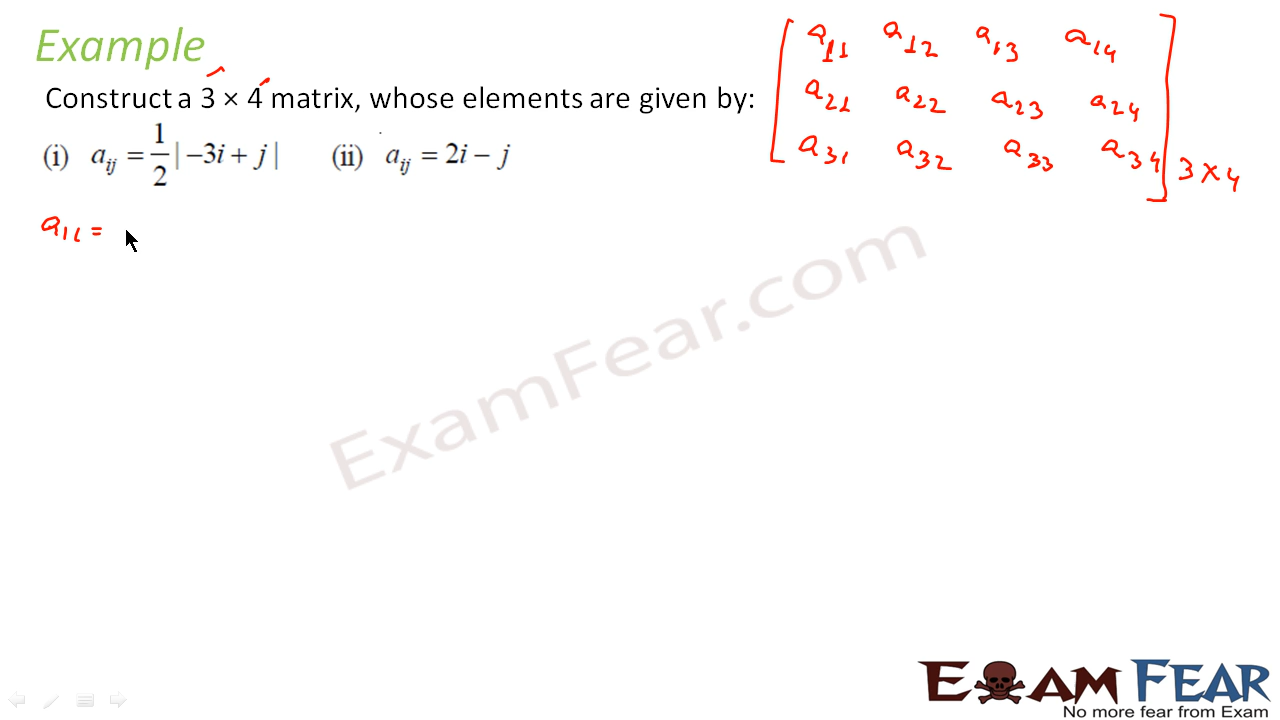 Example
Construct a 3 × 4 matrix, whose elements are given by:
(i) aij = 1/2 |−3i + j| (ii) aij = 2i − j
a11 a12 a13 a14
a21 a22 a23 a24
a31 a32 a33 a34
3 × 4
a11 =
ExamFear.com
EXAM FEAR
No more fear from Exam